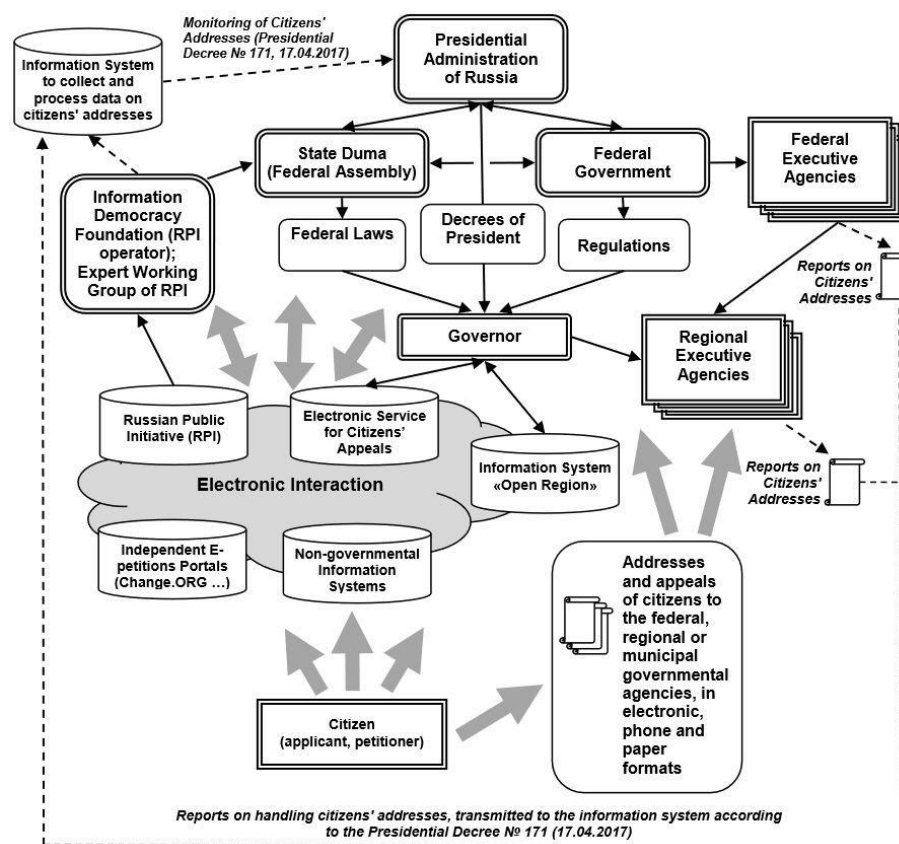 Monitoring of Citizens'
Addresses (Presidential
Decree № 171, 17.04.2017)
Information System
to collect and
process data on
citizens' addresses
Presidential
Administration
of Russia
State Duma
(Federal Assembly)
Federal
Government
Federal
Executive
Agencies
Information
Democracy
Foundation (RPI
operator);
Expert Working
Group of RPI
Federal Laws
Decrees of
President
Regulations
Reports on
Citizens'
Addresses
Governor
Regional
Executive
Agencies
Russian Public
Initiative (RPI)
Electronic Service
for Citizens'
Appeals
Information System
«Open Region»
Reports on
Citizens'
Addresses
Electronic Interaction
Independent E-
petitions Portals
(Change.ORG ...)
Non-governmental
Information
Systems
Addresses
and appeals
of citizens to
the federal,
regional or
municipal
governmental
agencies, in
electronic,
phone and
paper
formats
Citizen
(applicant, petitioner)
Reports on handling citizens' addresses, transmitted to the information system according
to the Presidential Decree № 171 (17.04.2017)